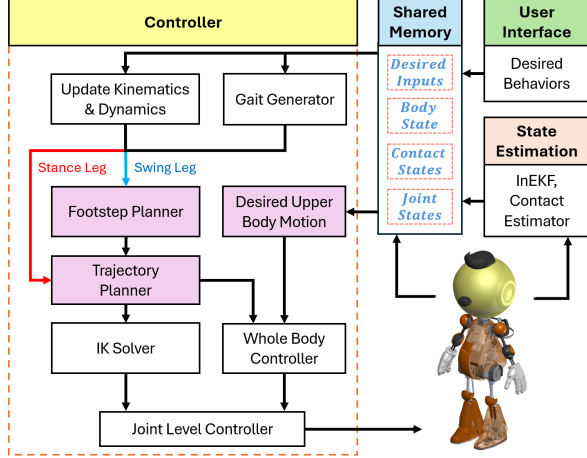 Controller
Shared
Memory
User
Interface
Desired
Inputs
Body
State
Contact
States
Joint
States
Desired
Behaviors
State
Estimation
InEKF,
Contact
Estimator
Update Kinematics
& Dynamics
Gait Generator
Stance Leg
Swing Leg
Footstep Planner
Desired Upper
Body Motion
Trajectory
Planner
IK Solver
Whole Body
Controller
Joint Level Controller